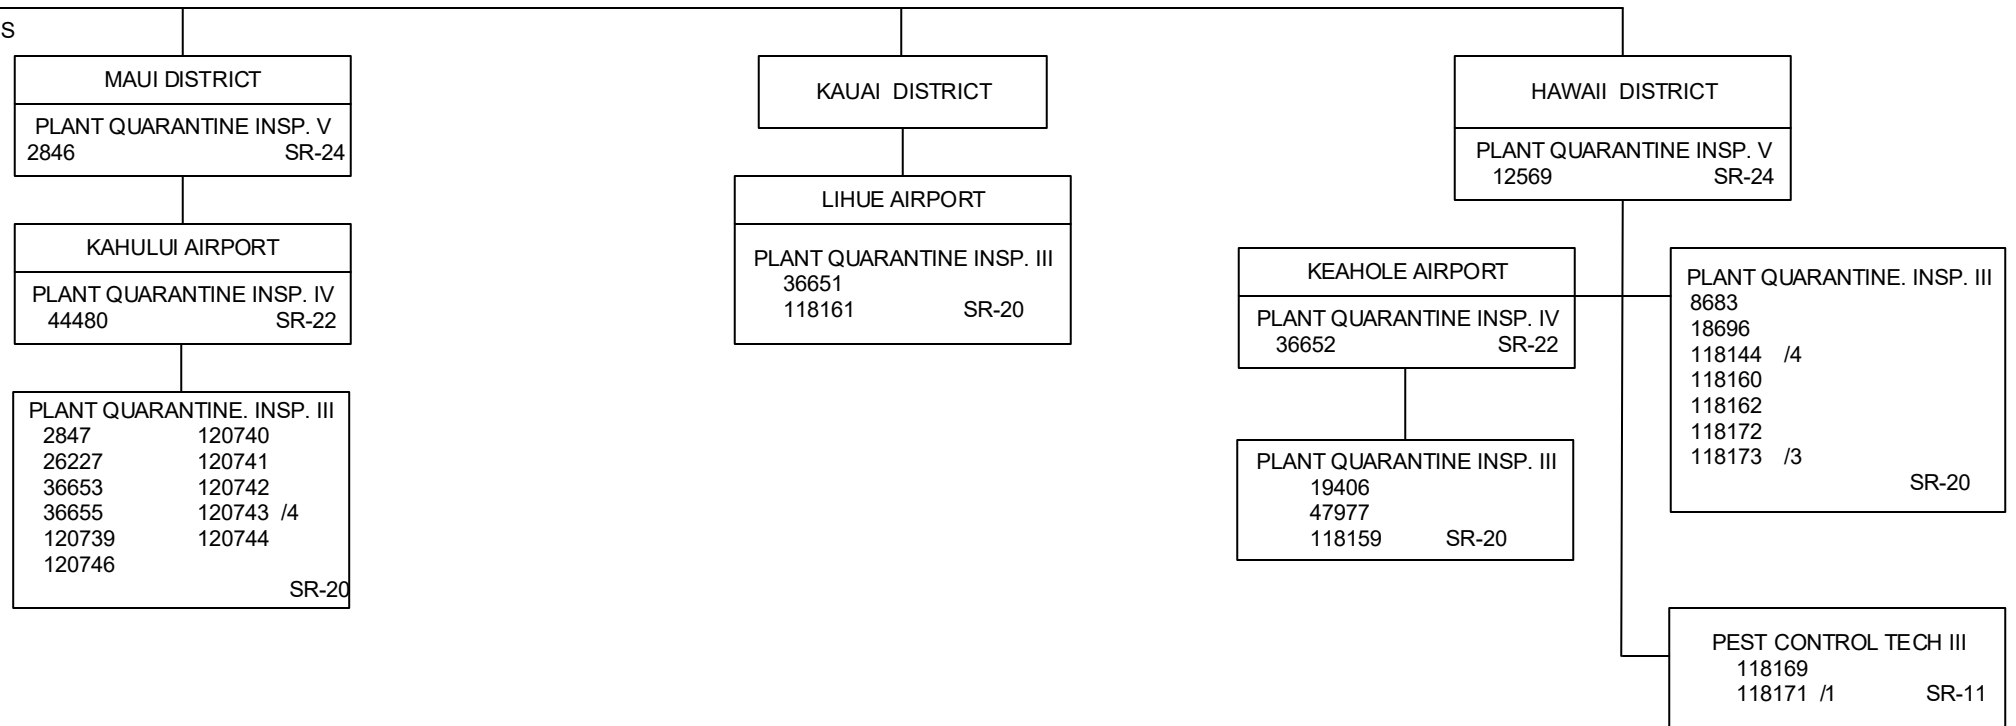 S
MAUI DISTRICT
PLANT QUARANTINE INSP. V
2846 SR-24
KAHULUI AIRPORT
PLANT QUARANTINE INSP. IV
44480 SR-22
PLANT QUARANTINE. INSP. III
2847 120740
26227 120741
36653 120742
36655 120743 /4
120739 120744
120746
SR-20
KAUAI DISTRICT
LIHUE AIRPORT
PLANT QUARANTINE INSP. III
36651
118161 SR-20
HAWAII DISTRICT
PLANT QUARANTINE INSP. V
12569 SR-24
KEAHOLE AIRPORT
PLANT QUARANTINE INSP. IV
36652 SR-22
PLANT QUARANTINE INSP. III
19406
47977
118159 SR-20
PLANT QUARANTINE. INSP. III
8683
18696
118144 /4
118160
118162
118172
118173 /3
SR-20
PEST CONTROL TECH III
118169
118171 /1 SR-11